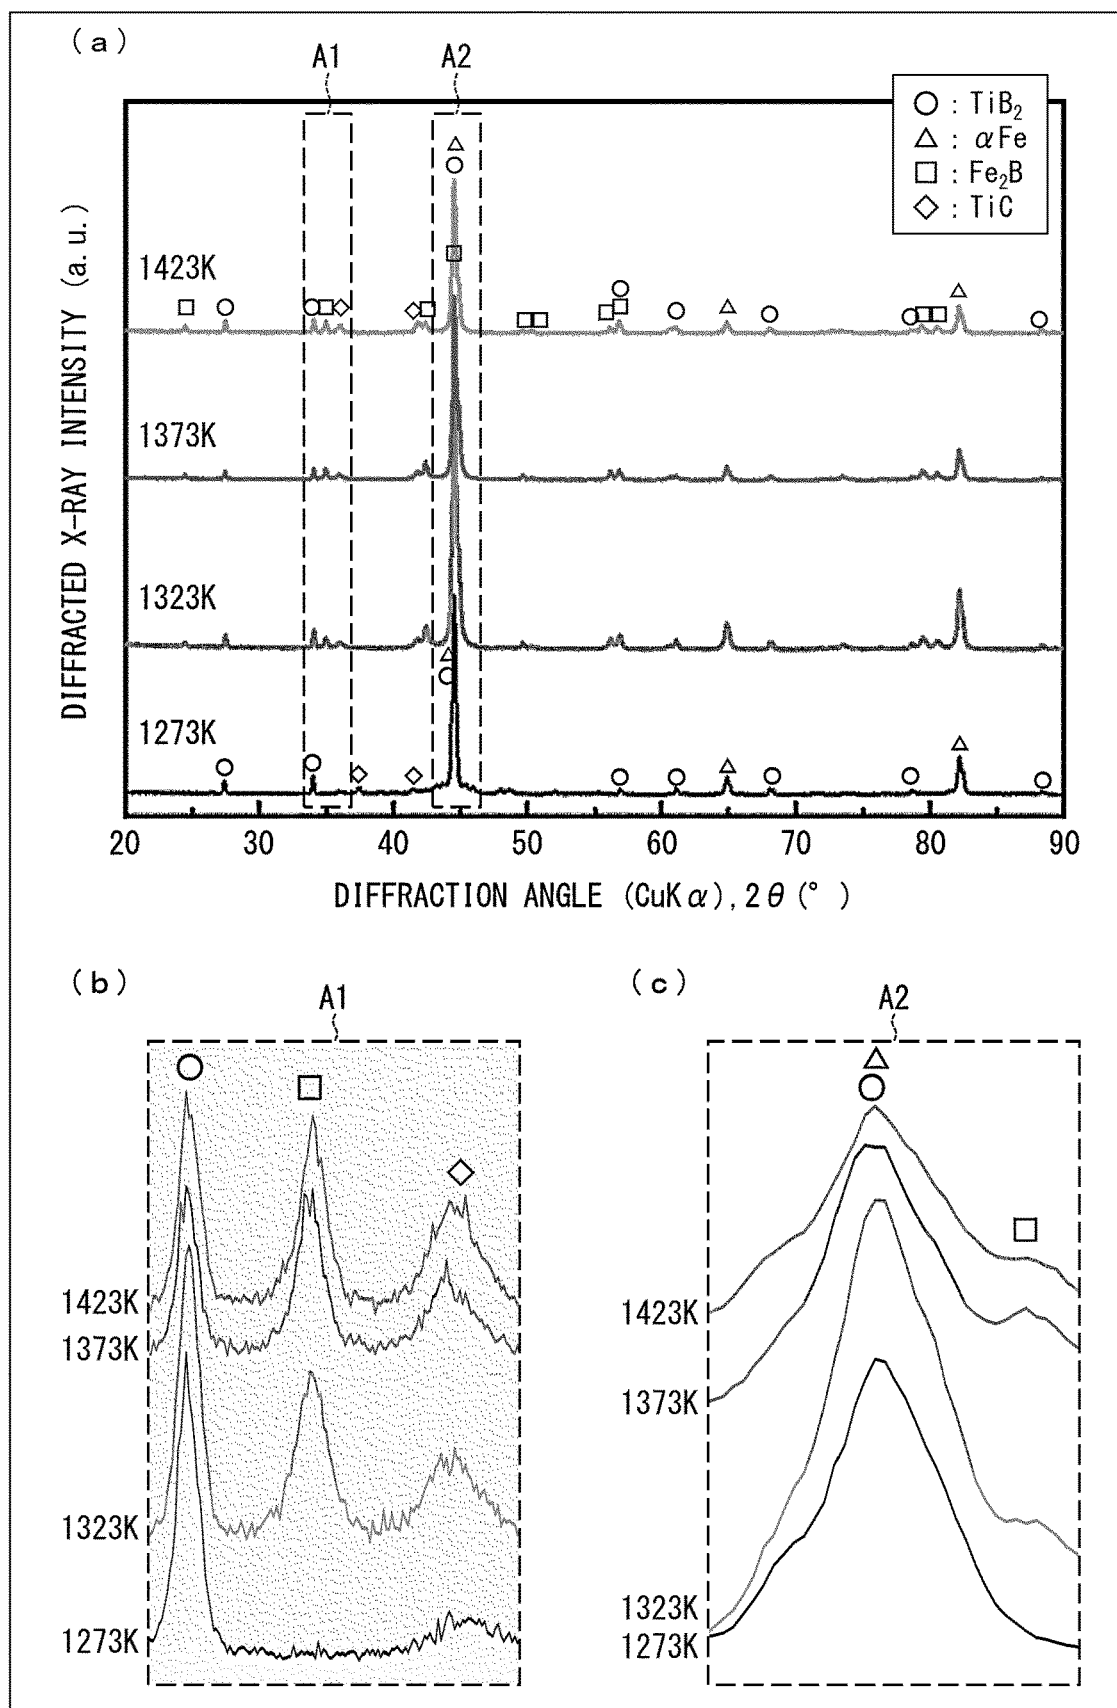 (a)
A1
A2
○ : TiB₂
△ : αFe
□ : Fe₂B
◇ : TiC
DIFFRACTED X-RAY INTENSITY (a.u.)
1423K
1373K
1323K
1273K
20 30 40 50 60 70 80 90
DIFFRACTION ANGLE (CuKα), 2θ (°)
(b)
A1
1423K
1373K
1323K
1273K
(c)
A2
1423K
1373K
1323K
1273K